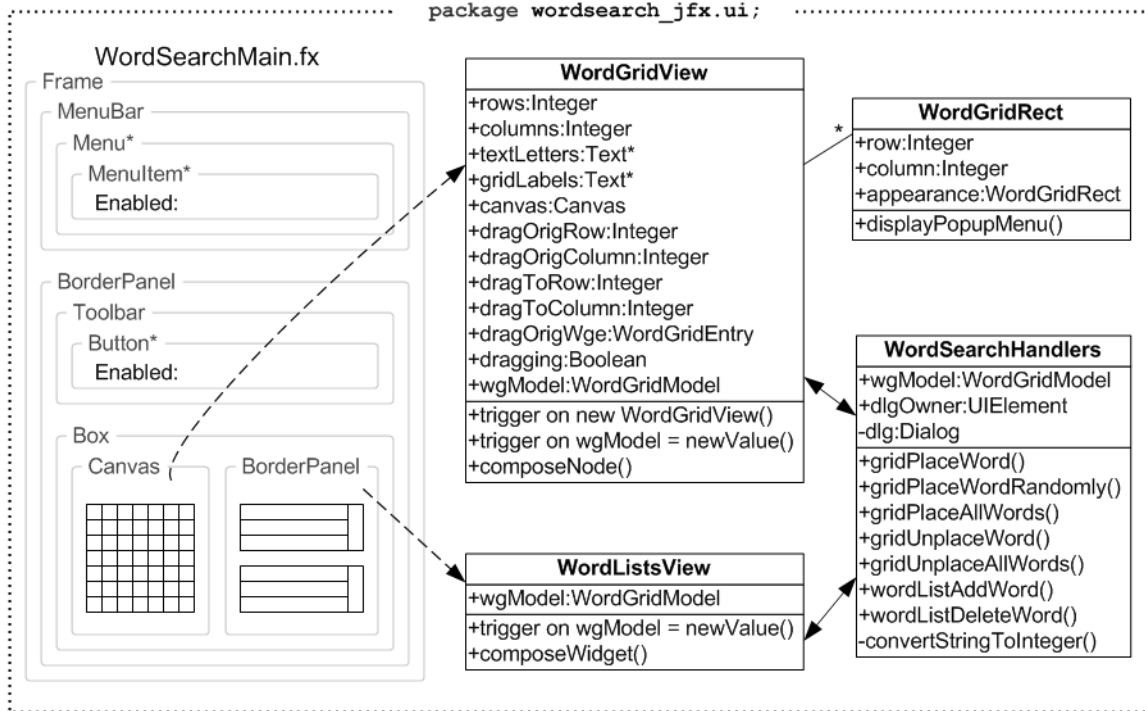 package wordsearch_jfx.ui;
WordSearchMain.fx
Frame
MenuBar
Menu*
MenuItem*
Enabled:
BorderPanel
Toolbar
Button*
Enabled:
Box
Canvas
BorderPanel
WordGridView
+rows:Integer
+columns:Integer
+textLetters:Text*
+gridLabels:Text*
+canvas:Canvas
+dragOrigRow:Integer
+dragOrigColumn:Integer
+dragToRow:Integer
+dragToColumn:Integer
+dragOrigWge:WordGridEntry
+dragging:Boolean
+wgModel:WordGridModel
+trigger on new WordGridView()
+trigger on wgModel = newValue()
+composeNode()
WordListsView
+wgModel:WordGridModel
+trigger on wgModel = newValue()
+composeWidget()
*
WordGridRect
+row:Integer
+column:Integer
+appearance:WordGridRect
+displayPopupMenu()
WordSearchHandlers
+wgModel:WordGridModel
+dlgOwner:UIElement
-dlg:Dialog
+gridPlaceWord()
+gridPlaceWordRandomly()
+gridPlaceAllWords()
+gridUnplaceWord()
+gridUnplaceAllWords()
+wordListAddWord()
+wordListDeleteWord()
-convertStringToInteger()